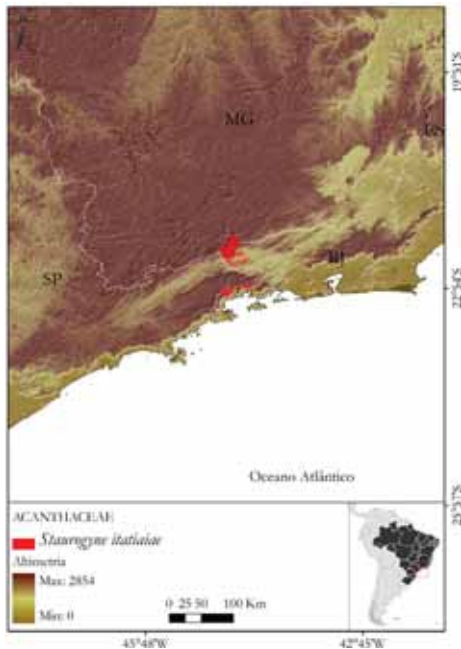 MG
SP
RJ
19°51'S
22°54'S
25°57'S
Oceano Atlântico
ACANTHACEAE
Staurogyne itatiaiae
Altimetria
Max: 2854
Min: 0
0 25 50 100 Km
45°48'W
42°45'W